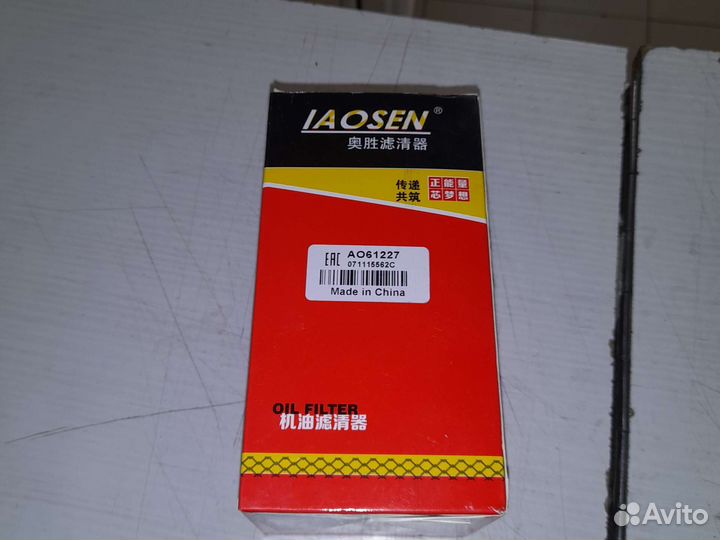 IAOSEN®
奥胜滤清器
传递 正能量
共筑 芯梦想
EAC AO61227
071115562C
Made in China
OIL FILTER
机油滤清器
Avito